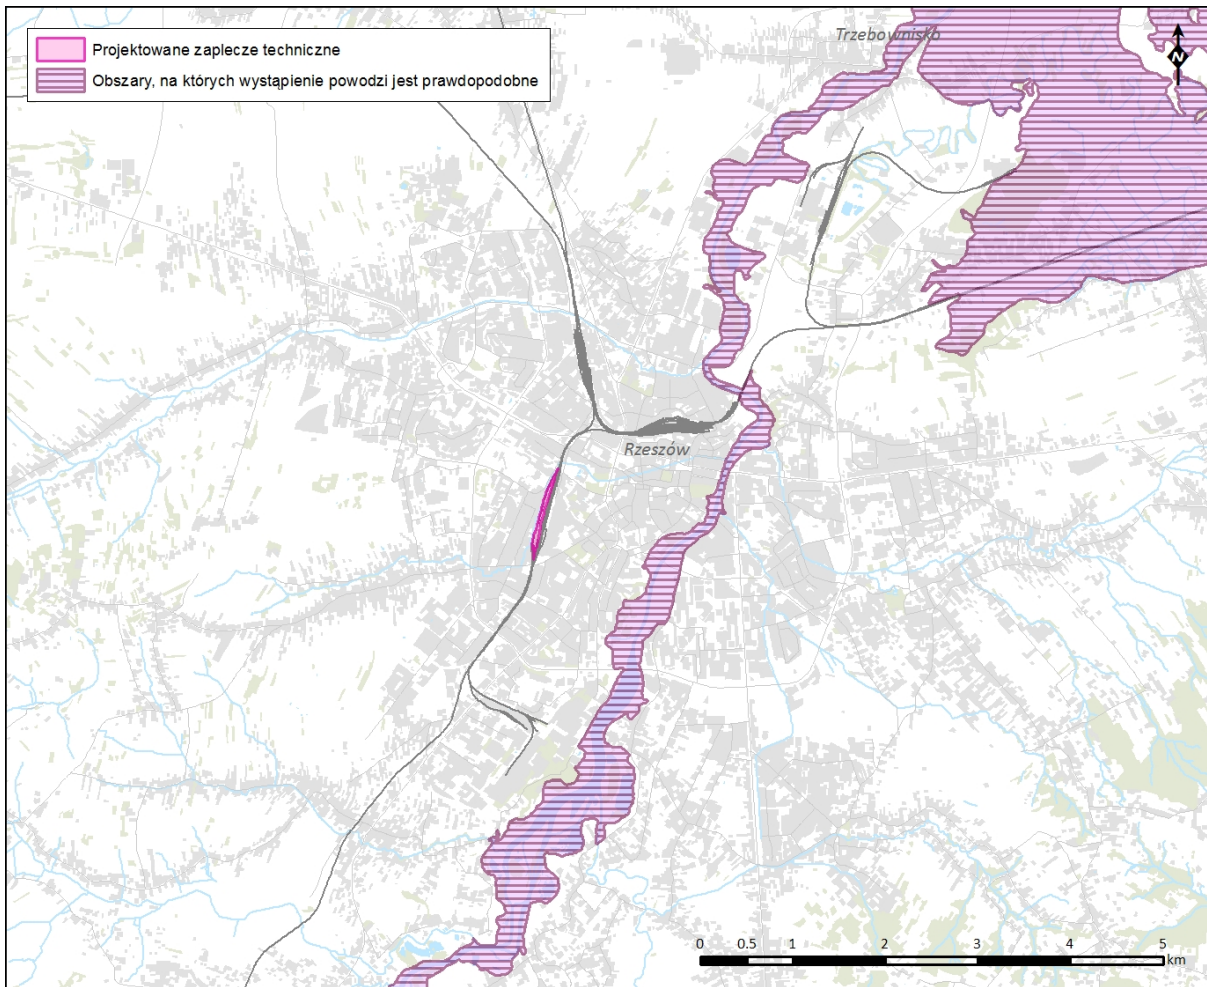 Projektowane zaplecze techniczne
Obszary, na których wystąpienie powodzi jest prawdopodobne
Trzebownisko
N
Rzeszów
0 0.5 1 2 3 4 5
km